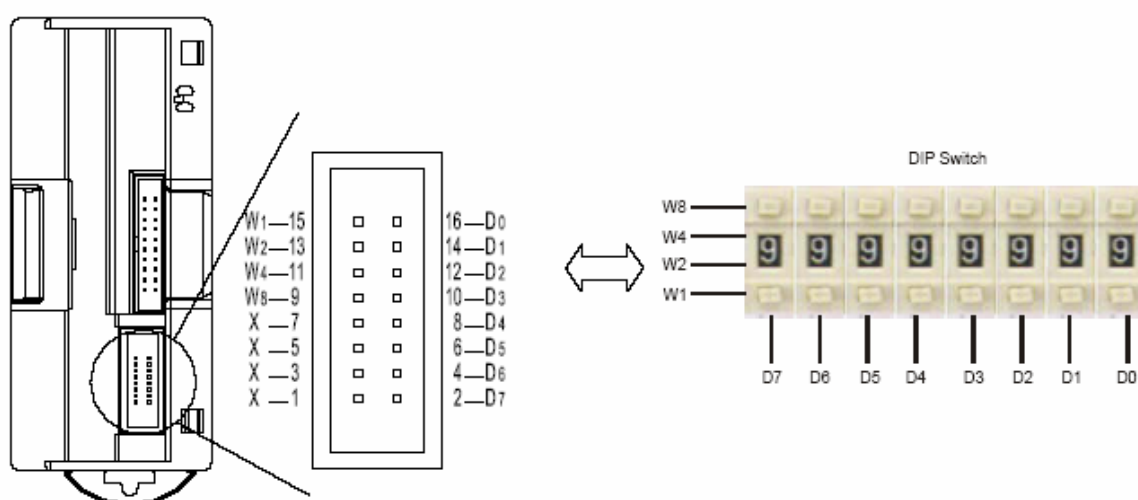 W1—15 16—D0
W2—13 14—D1
W4—11 12—D2
W8—9 10—D3
X —7 8—D4
X —5 6—D5
X —3 4—D6
X —1 2—D7
DIP Switch
W8
W4
W2
W1
9 9 9 9 9 9 9 9
D7 D6 D5 D4 D3 D2 D1 D0